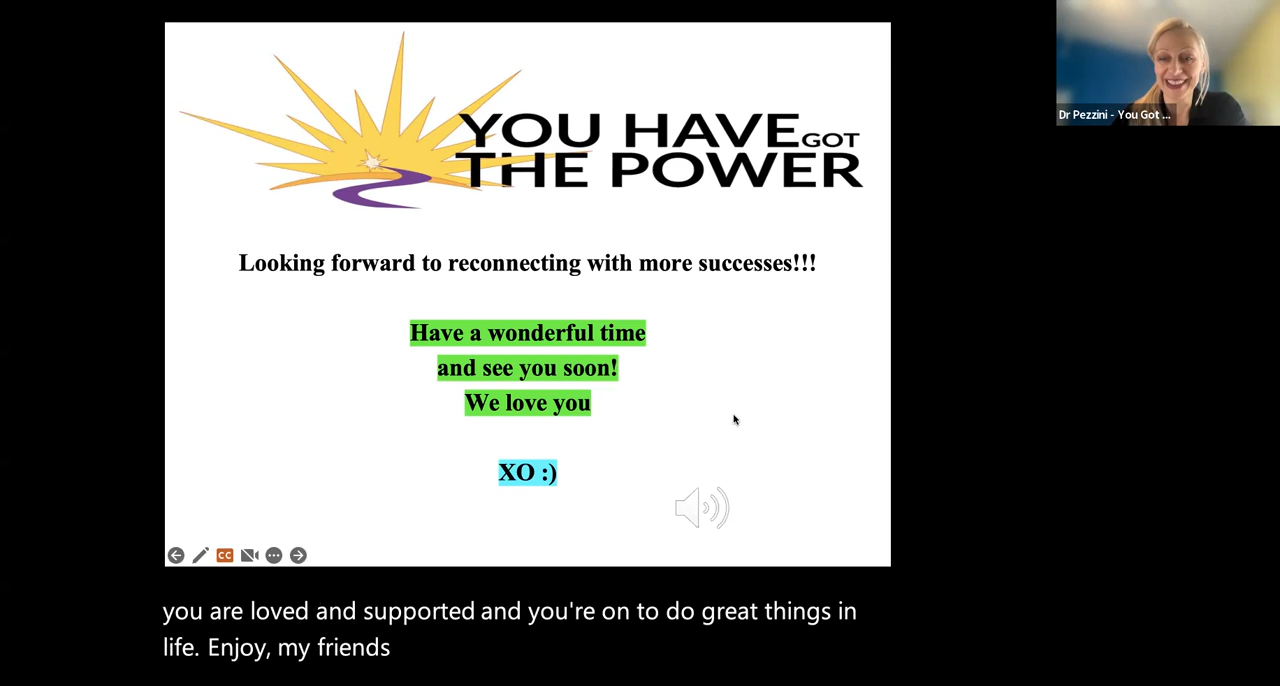 YOU HAVE GOT
THE POWER
Dr Pezzini - You Got ...
Looking forward to reconnecting with more successes!!!
Have a wonderful time
and see you soon!
We love you
XO :)
CC
you are loved and supported and you're on to do great things in
life. Enjoy, my friends